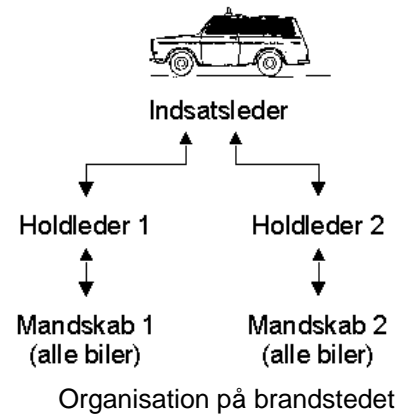 Indsatsleder
Holdleder 1 Holdleder 2
Mandskab 1 Mandskab 2
(alle biler) (alle biler)
Organisation på brandstedet